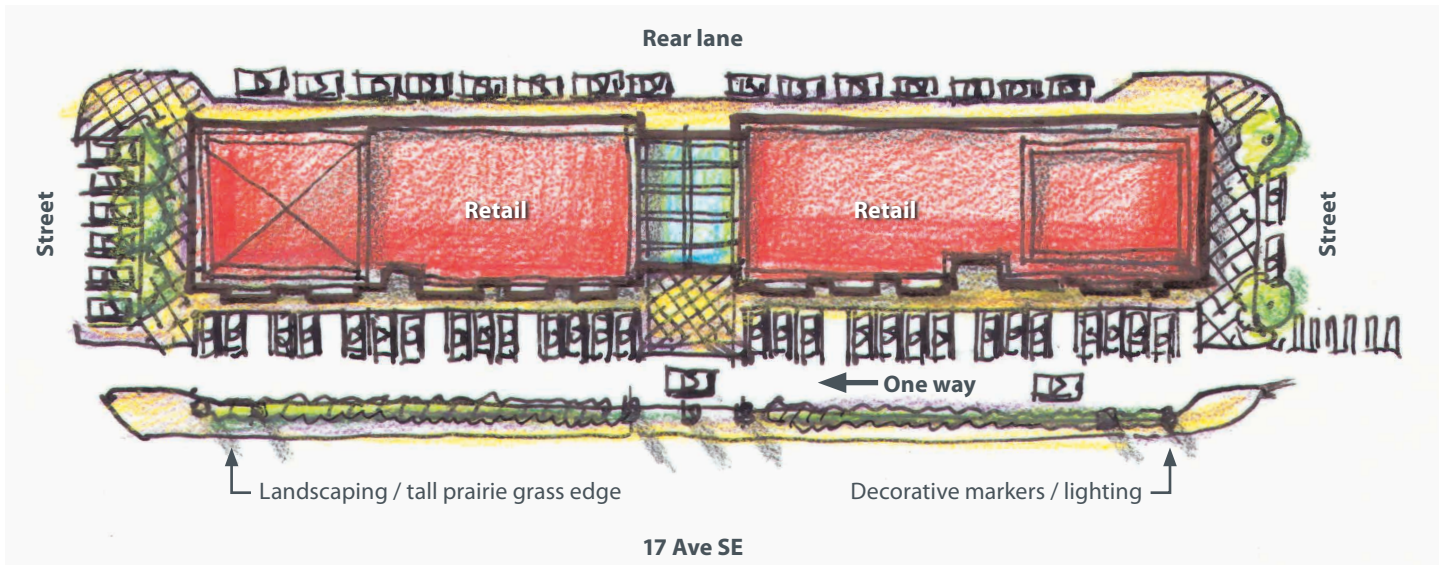 Rear lane
Street
Retail
Retail
Street
One way
Landscaping / tall prairie grass edge
Decorative markers / lighting
17 Ave SE